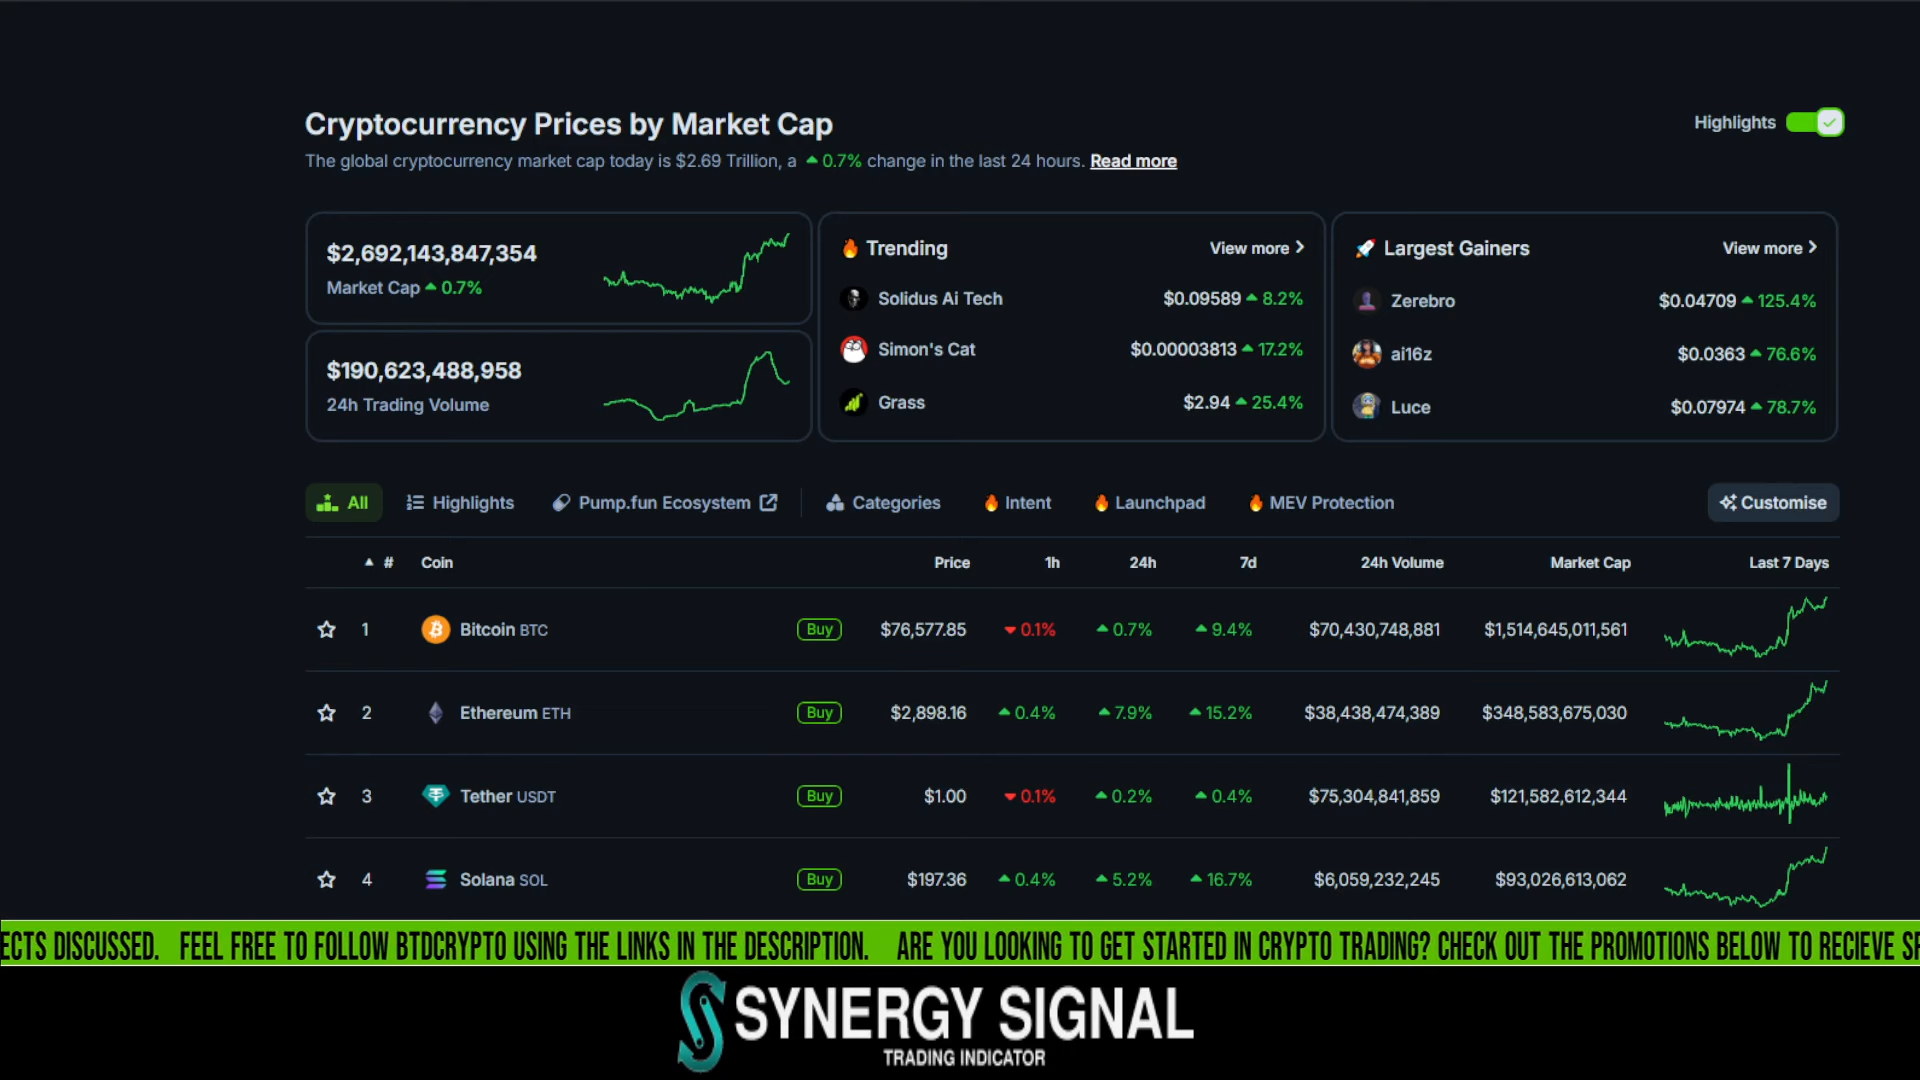 Cryptocurrency Prices by Market Cap
Highlights
The global cryptocurrency market cap today is $2.69 Trillion, a 0.7% change in the last 24 hours. Read more
$2,692,143,847,354
Market Cap 0.7%
$190,623,488,958
24h Trading Volume
Trending View more
Solidus Ai Tech $0.09589 8.2%
Simon's Cat $0.00003813 17.2%
Grass $2.94 25.4%
Largest Gainers View more
Zerebro $0.04709 125.4%
ai16z $0.0363 76.6%
Luce $0.07974 78.7%
All Highlights Pump.fun Ecosystem Categories Intent Launchpad MEV Protection Customise
# Coin Price 1h 24h 7d 24h Volume Market Cap Last 7 Days
1 Bitcoin BTC Buy $76,577.85 0.1% 0.7% 9.4% $70,430,748,881 $1,514,645,011,561
2 Ethereum ETH Buy $2,898.16 0.4% 7.9% 15.2% $38,438,474,389 $348,583,675,030
3 Tether USDT Buy $1.00 0.1% 0.2% 0.4% $75,304,841,859 $121,582,612,344
4 Solana SOL Buy $197.36 0.4% 5.2% 16.7% $6,059,232,245 $93,026,613,062
ECTS DISCUSSED. FEEL FREE TO FOLLOW BTDCRYPTO USING THE LINKS IN THE DESCRIPTION. ARE YOU LOOKING TO GET STARTED IN CRYPTO TRADING? CHECK OUT THE PROMOTIONS BELOW TO RECIEVE SP
SYNERGY SIGNAL
TRADING INDICATOR